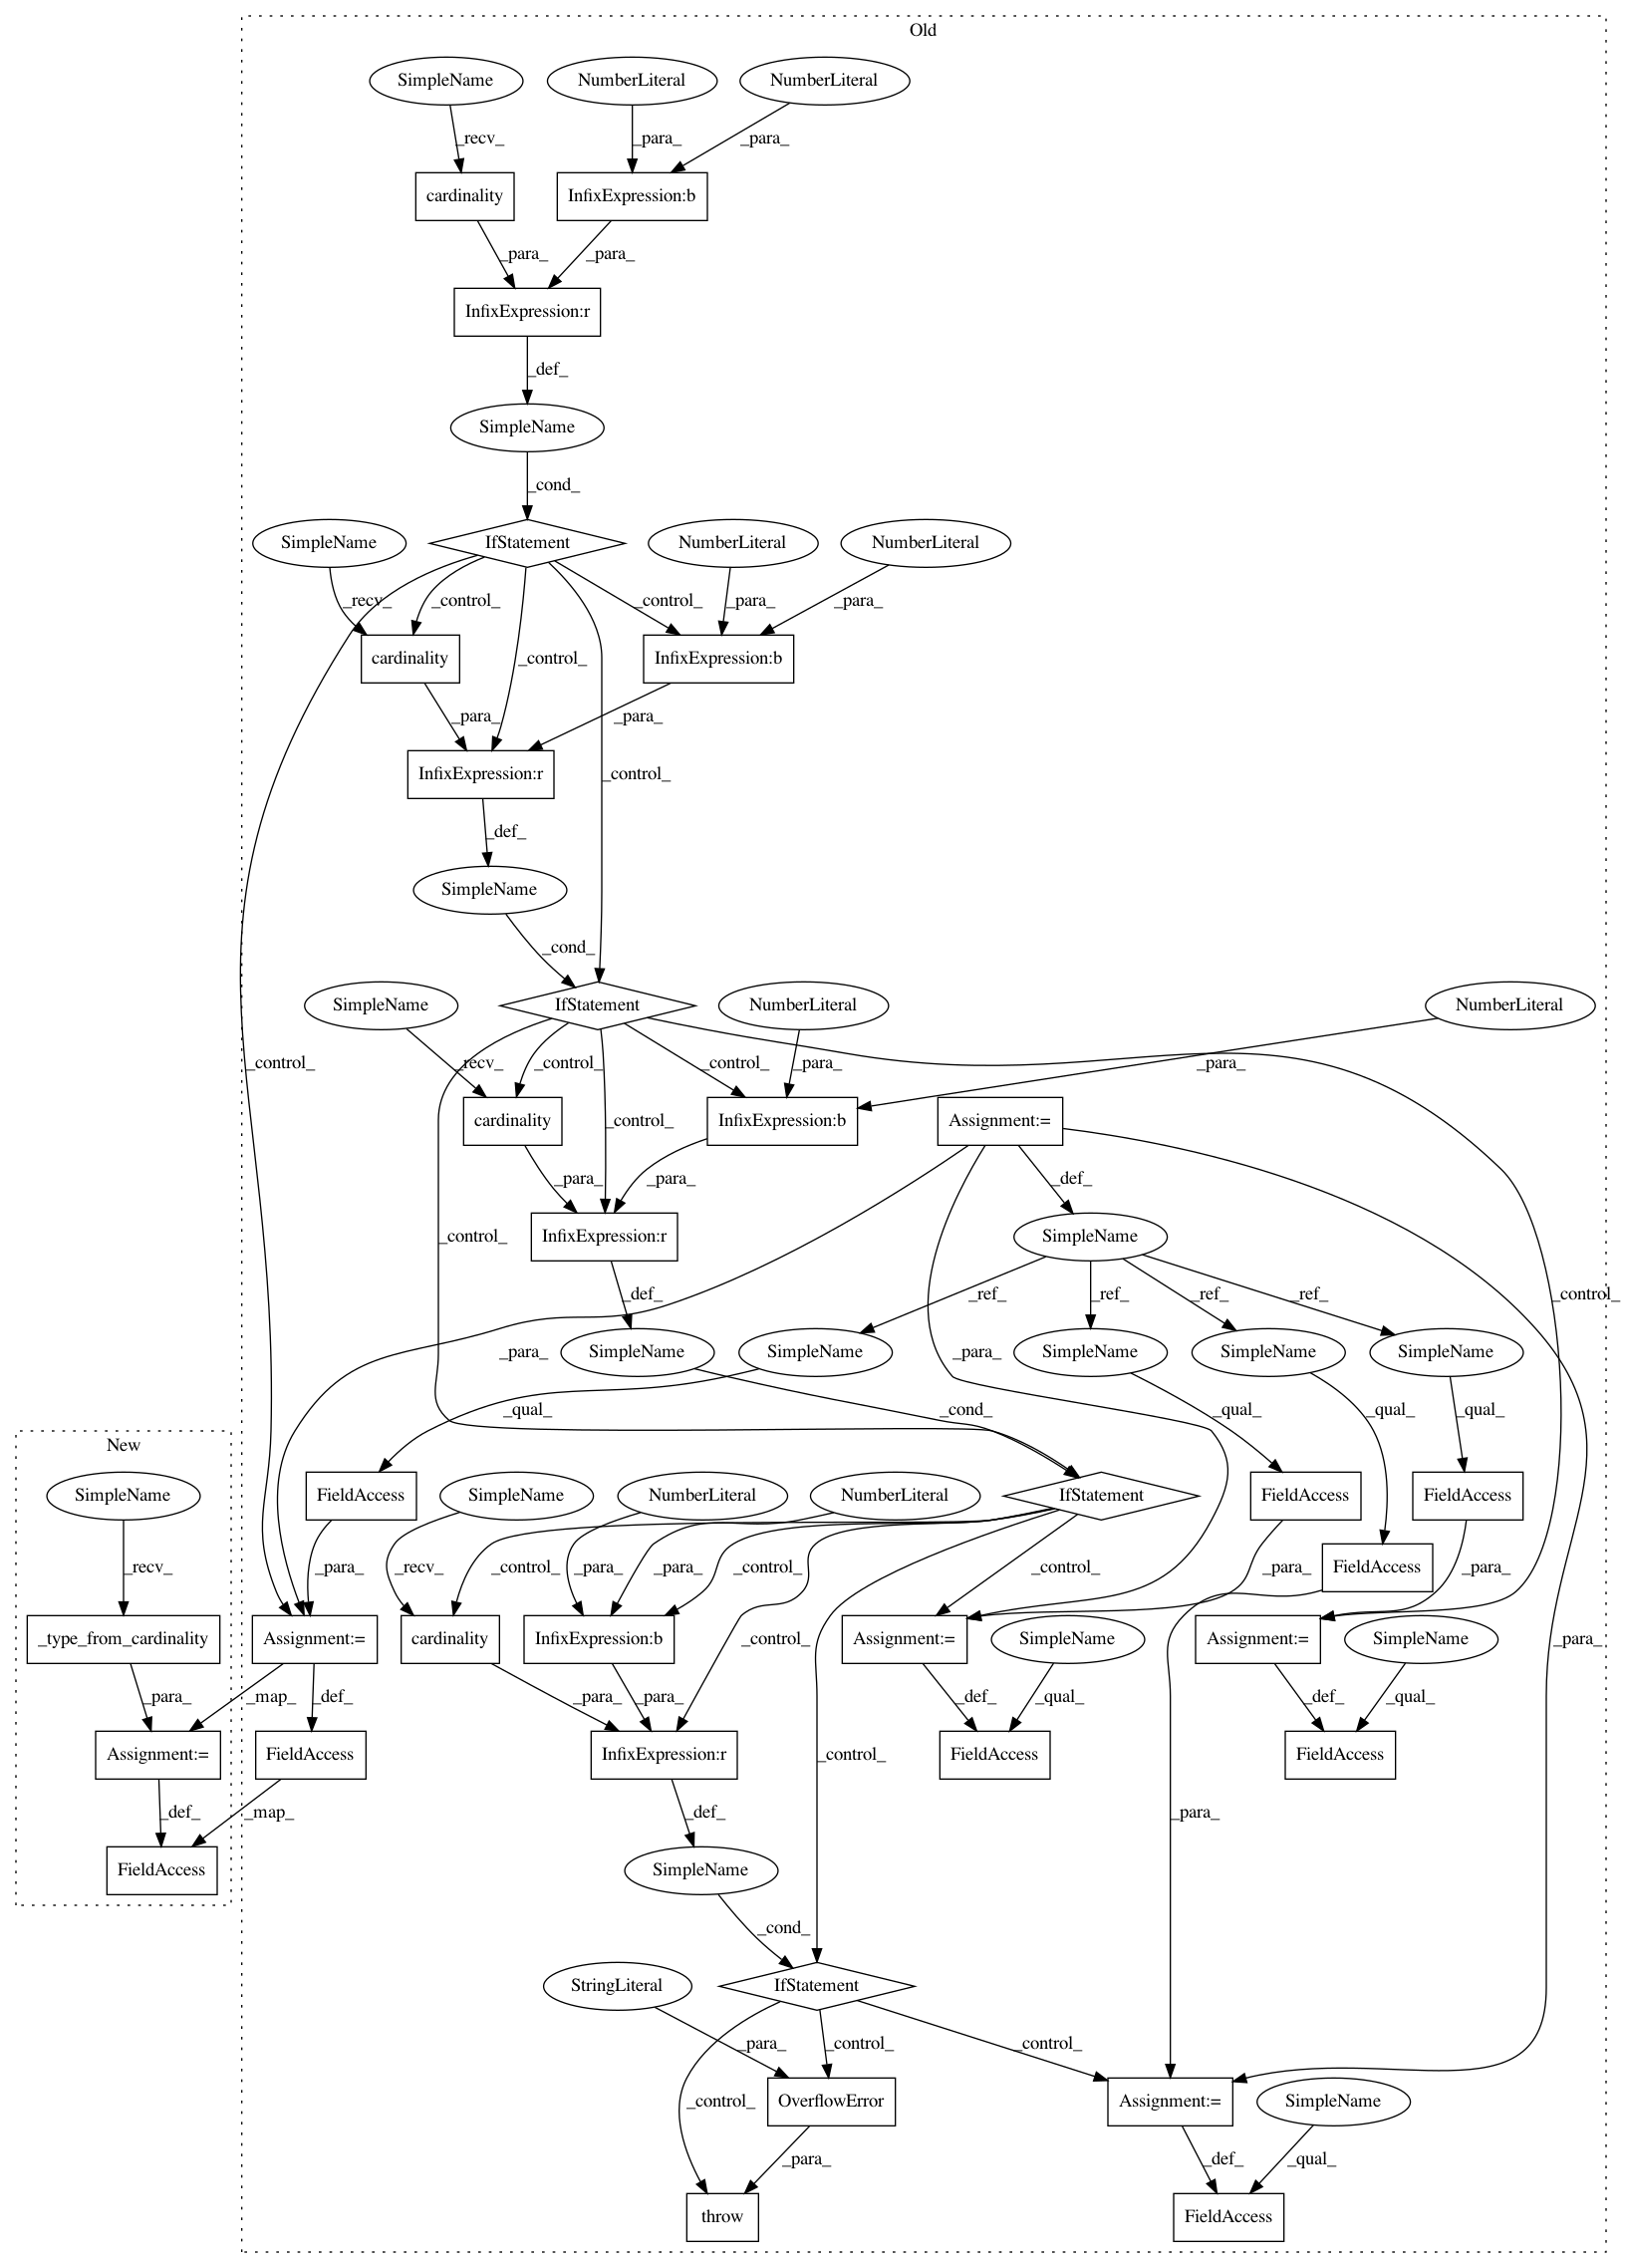 Old
SimpleName
NumberLiteral
NumberLiteral
_recv_
_para_
_para_
cardinality
InfixExpression:b
_para_
_para_
InfixExpression:r
_def_
SimpleName
_cond_
SimpleName
IfStatement
NumberLiteral
NumberLiteral
_recv_
_control_
_control_
_para_
_para_
cardinality
_control_
InfixExpression:b
_para_
_para_
InfixExpression:r
_control_
_def_
SimpleName
_cond_
SimpleName
IfStatement
NumberLiteral
NumberLiteral
_control_
_recv_
_control_
_control_
_para_
_para_
cardinality
_control_
InfixExpression:b
Assignment:=
_para_
_para_
_def_
_control_
InfixExpression:r
SimpleName
_def_
_ref_
_ref_
_ref_
_ref_
_control_
_para_
SimpleName
SimpleName
_para_
SimpleName
SimpleName
SimpleName
_qual_
_cond_
_qual_
_qual_
_qual_
_para_
New
SimpleName
FieldAccess
SimpleName
NumberLiteral
NumberLiteral
IfStatement
FieldAccess
FieldAccess
_recv_
_para_
_recv_
_control_
_para_
_para_
_control_
_control_
_para_
FieldAccess
_para_
_type_from_cardinality
Assignment:=
cardinality
InfixExpression:b
_control_
Assignment:=
SimpleName
Assignment:=
SimpleName
_para_
_para_
_map_
_def_
_para_
_para_
_def_
_qual_
_def_
_qual_
Assignment:=
FieldAccess
InfixExpression:r
_control_
FieldAccess
FieldAccess
_def_
_map_
_def_
_para_
FieldAccess
SimpleName
_cond_
StringLiteral
IfStatement
_para_
_control_
_control_
_control_
OverflowError
Assignment:=
SimpleName
_para_
_def_
_qual_
throw
FieldAccess